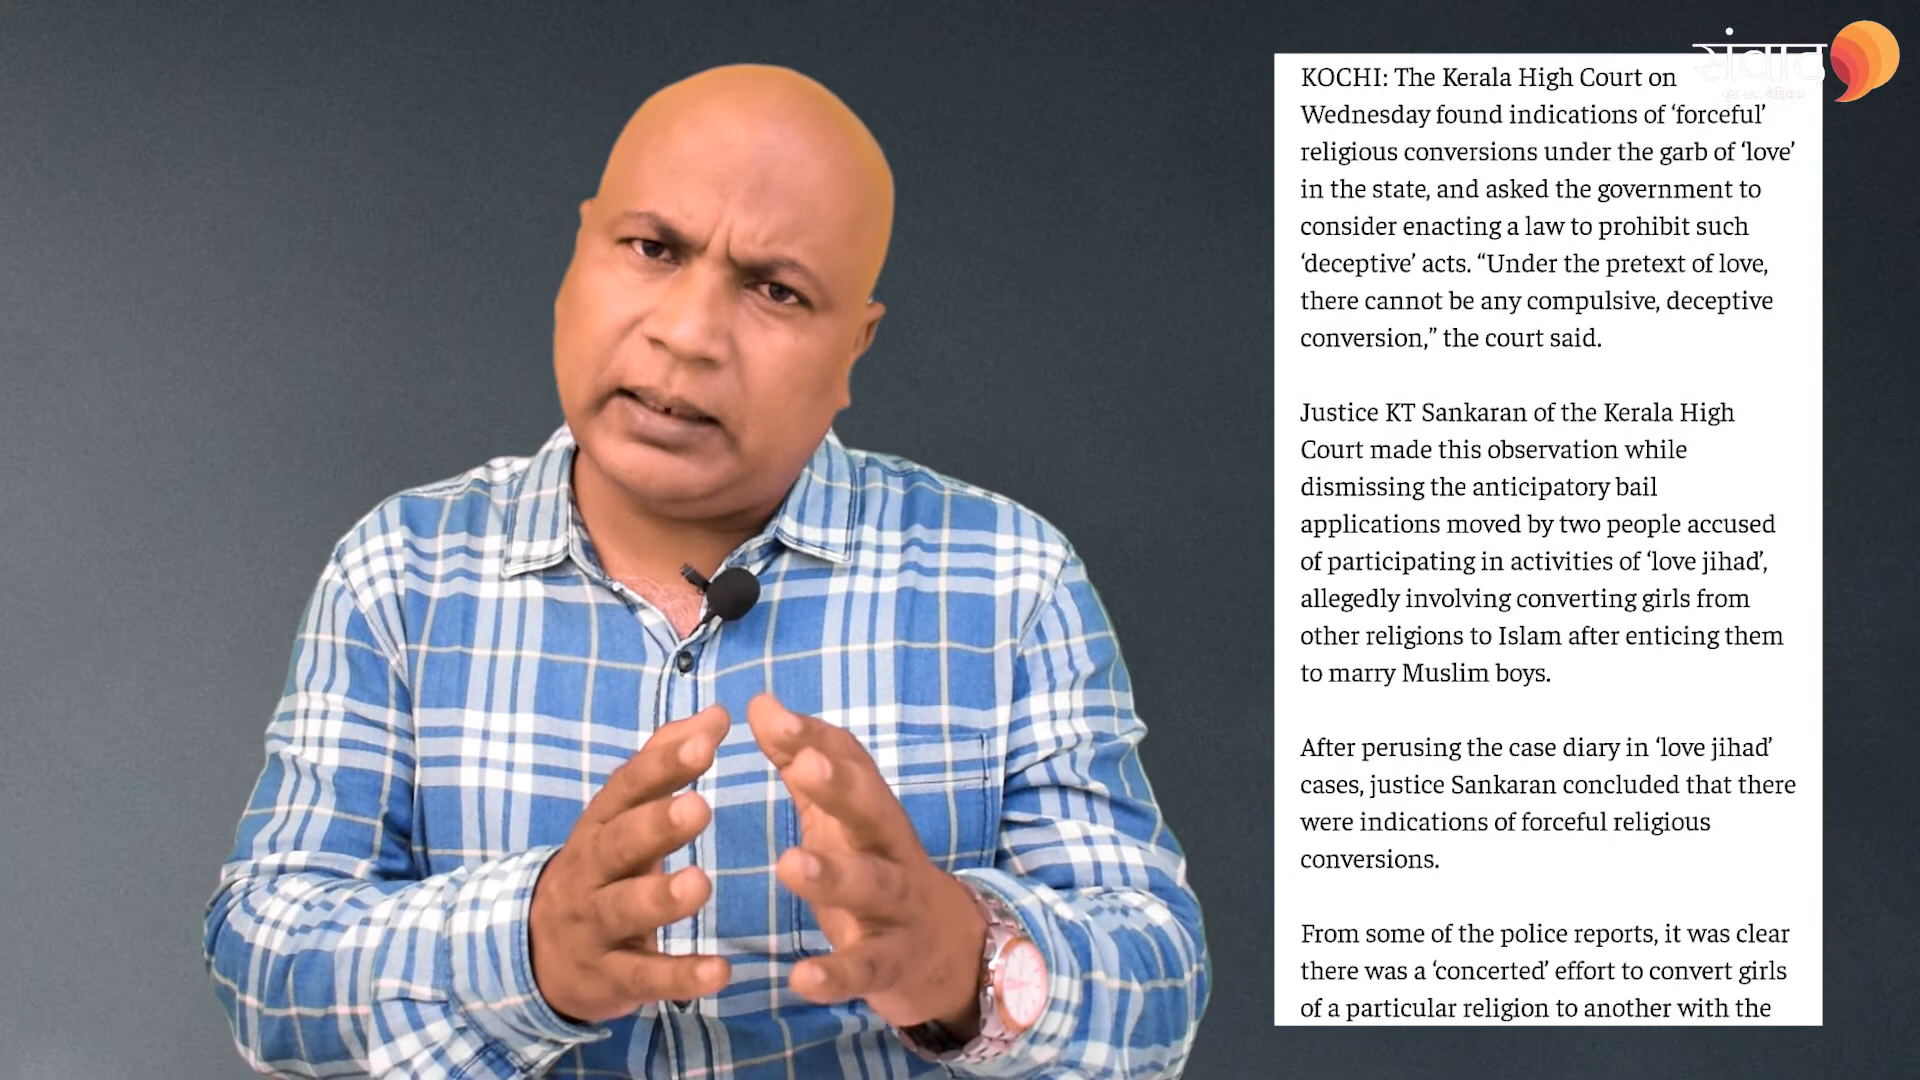 संवाद
KOCHI: The Kerala High Court on
Wednesday found indications of ‘forceful’
religious conversions under the garb of ‘love’
in the state, and asked the government to
consider enacting a law to prohibit such
‘deceptive’ acts. “Under the pretext of love,
there cannot be any compulsive, deceptive
conversion,” the court said.
Justice KT Sankaran of the Kerala High
Court made this observation while
dismissing the anticipatory bail
applications moved by two people accused
of participating in activities of ‘love jihad’,
allegedly involving converting girls from
other religions to Islam after enticing them
to marry Muslim boys.
After perusing the case diary in ‘love jihad’
cases, justice Sankaran concluded that there
were indications of forceful religious
conversions.
From some of the police reports, it was clear
there was a ‘concerted’ effort to convert girls
of a particular religion to another with the